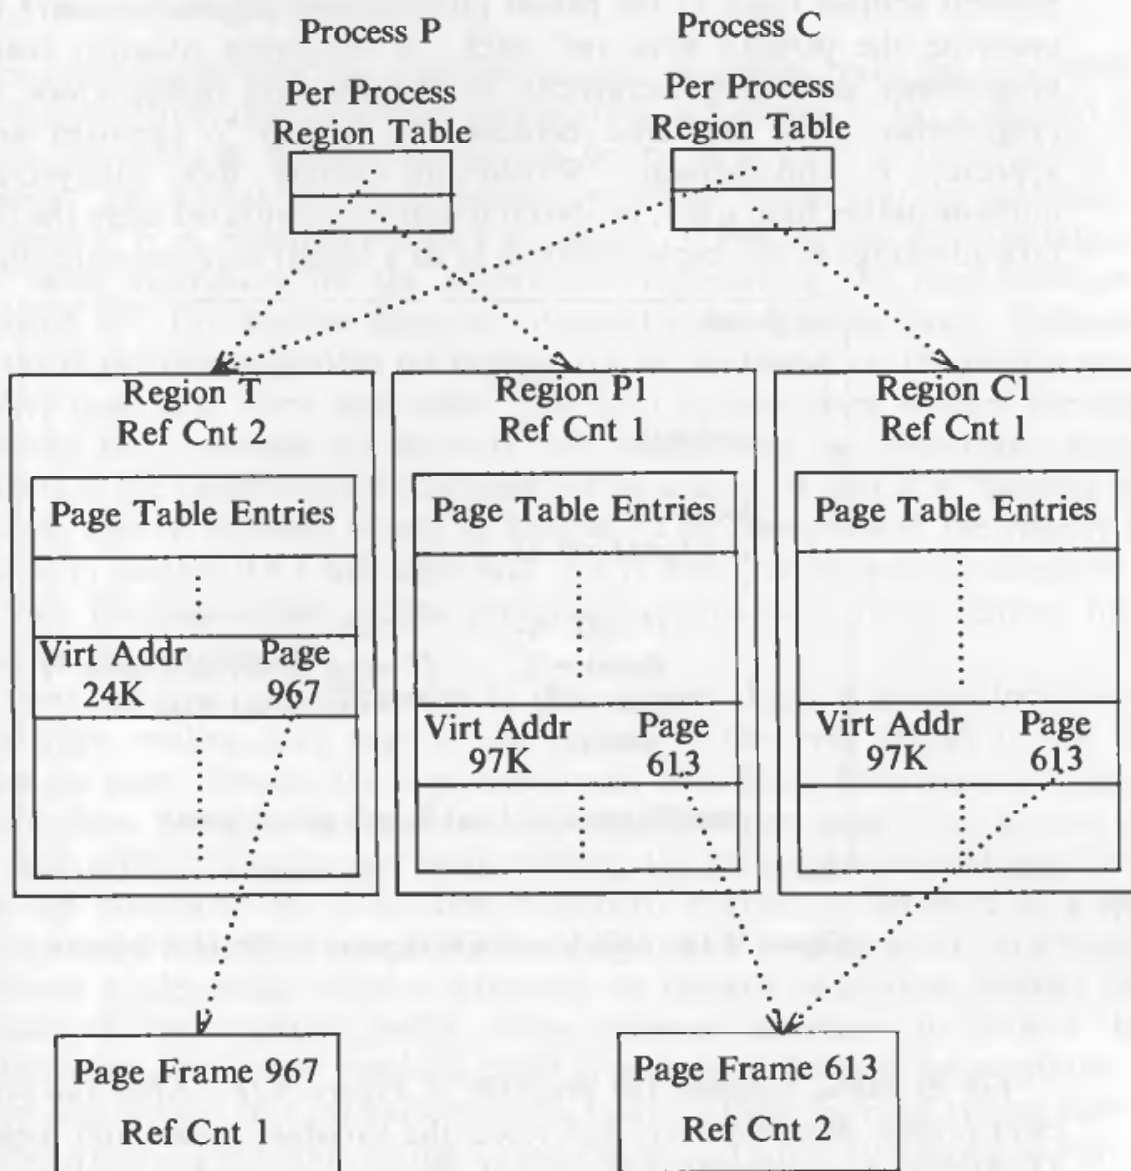 Process P
Process C
Per Process
Region Table
Per Process
Region Table
Region T
Ref Cnt 2
Region P1
Ref Cnt 1
Region C1
Ref Cnt 1
Page Table Entries
Page Table Entries
Page Table Entries
Virt Addr Page
24K 967
Virt Addr Page
97K 613
Virt Addr Page
97K 613
Page Frame 967
Ref Cnt 1
Page Frame 613
Ref Cnt 2